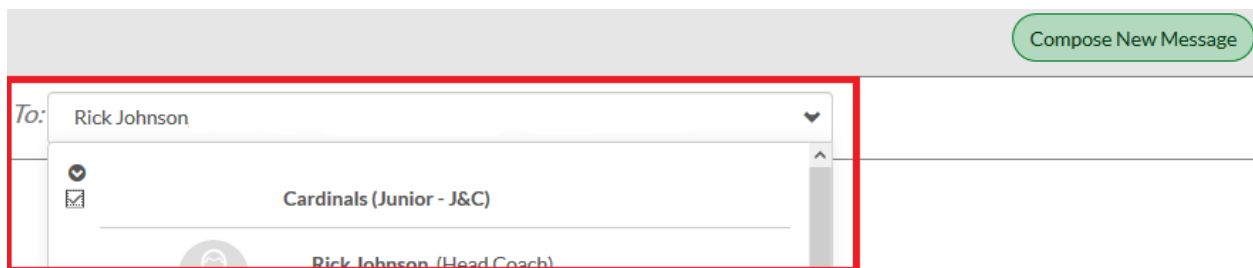 Compose New Message
To: Rick Johnson
Cardinals (Junior - J&C)
Rick Johnson (Head Coach)